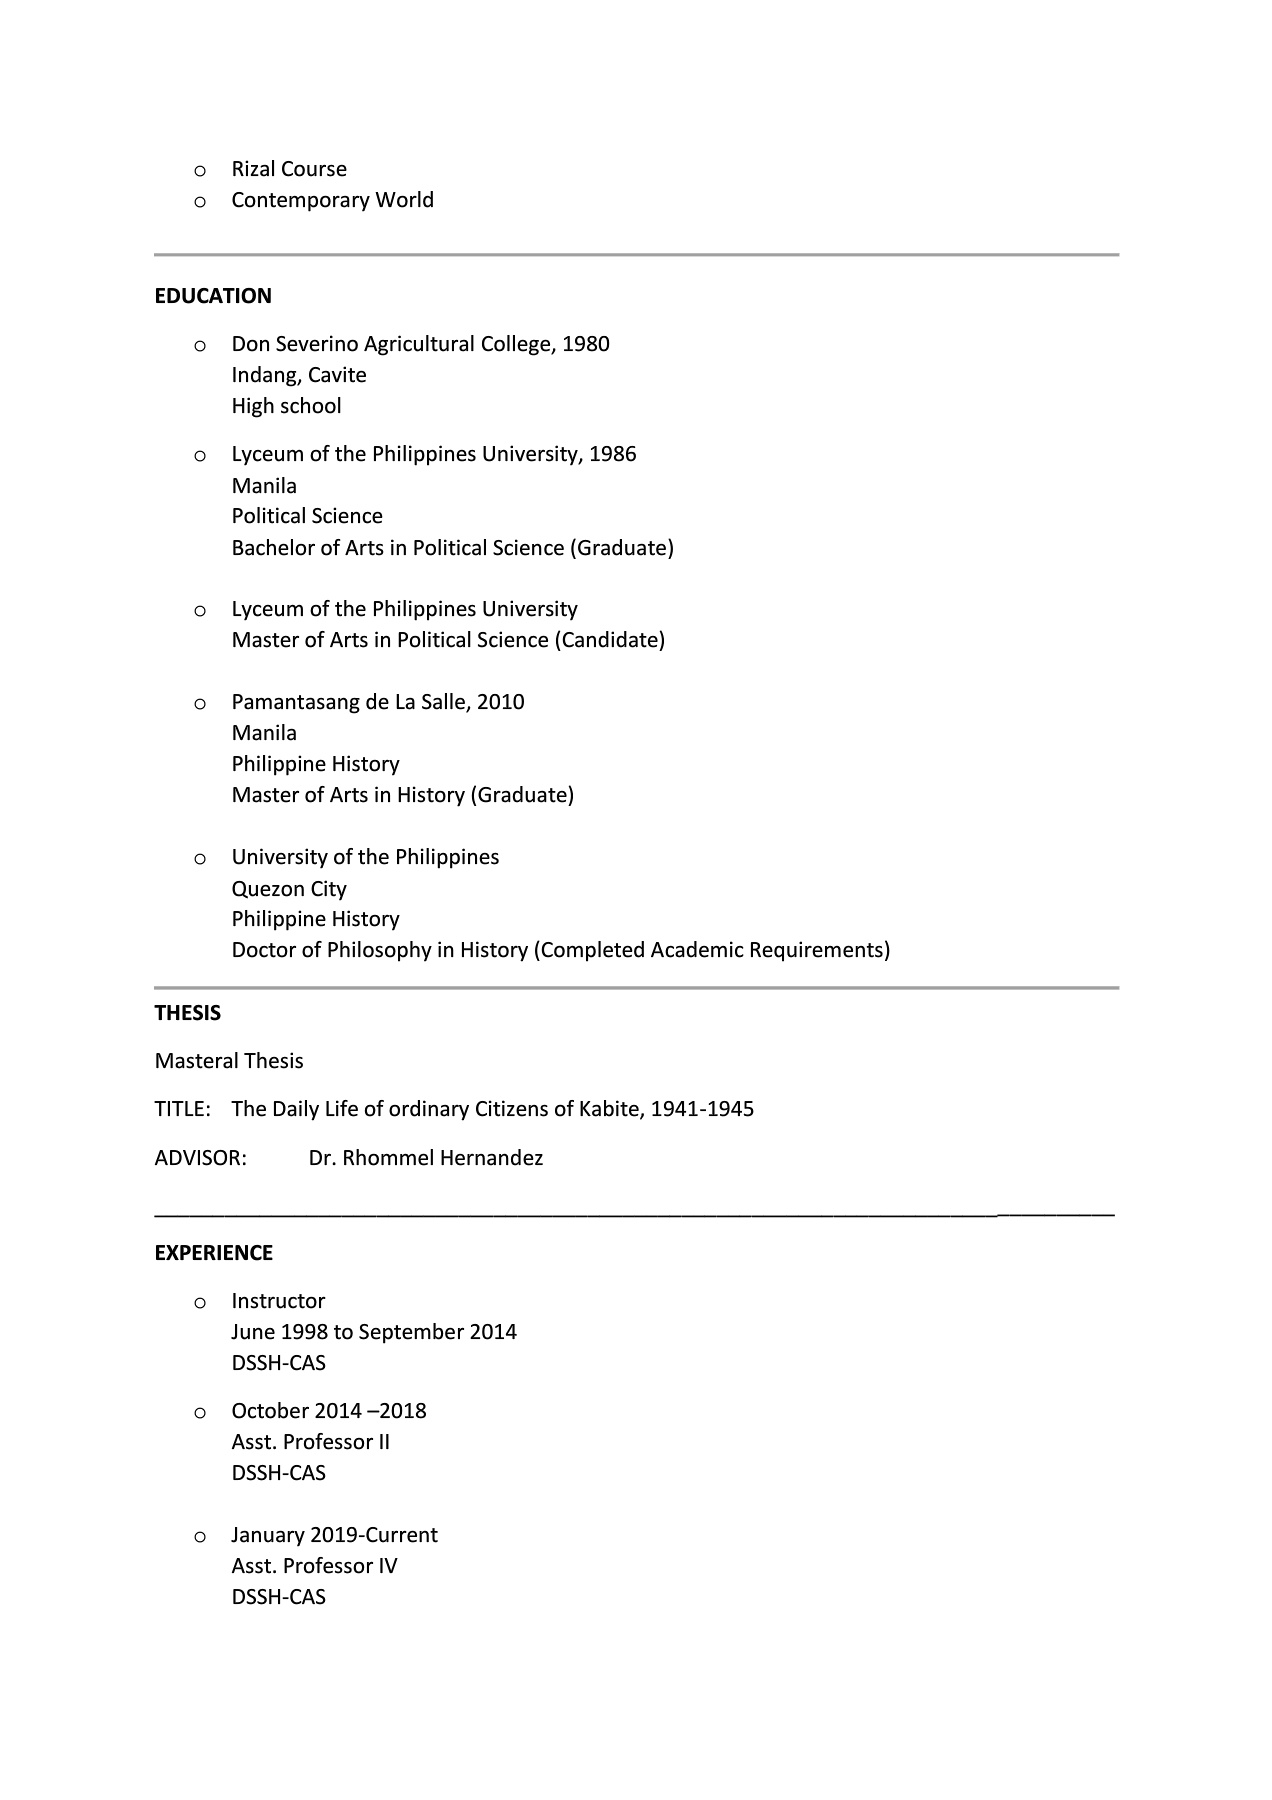 Rizal Course
Contemporary World
EDUCATION
Don Severino Agricultural College, 1980
Indang, Cavite
High school
Lyceum of the Philippines University, 1986
Manila
Political Science
Bachelor of Arts in Political Science (Graduate)
Lyceum of the Philippines University
Master of Arts in Political Science (Candidate)
Pamantasang de La Salle, 2010
Manila
Philippine History
Master of Arts in History (Graduate)
University of the Philippines
Quezon City
Philippine History
Doctor of Philosophy in History (Completed Academic Requirements)
THESIS
Masteral Thesis
TITLE: The Daily Life of ordinary Citizens of Kabite, 1941-1945
ADVISOR: Dr. Rhommel Hernandez
EXPERIENCE
Instructor
June 1998 to September 2014
DSSH-CAS
October 2014 –2018
Asst. Professor II
DSSH-CAS
January 2019-Current
Asst. Professor IV
DSSH-CAS